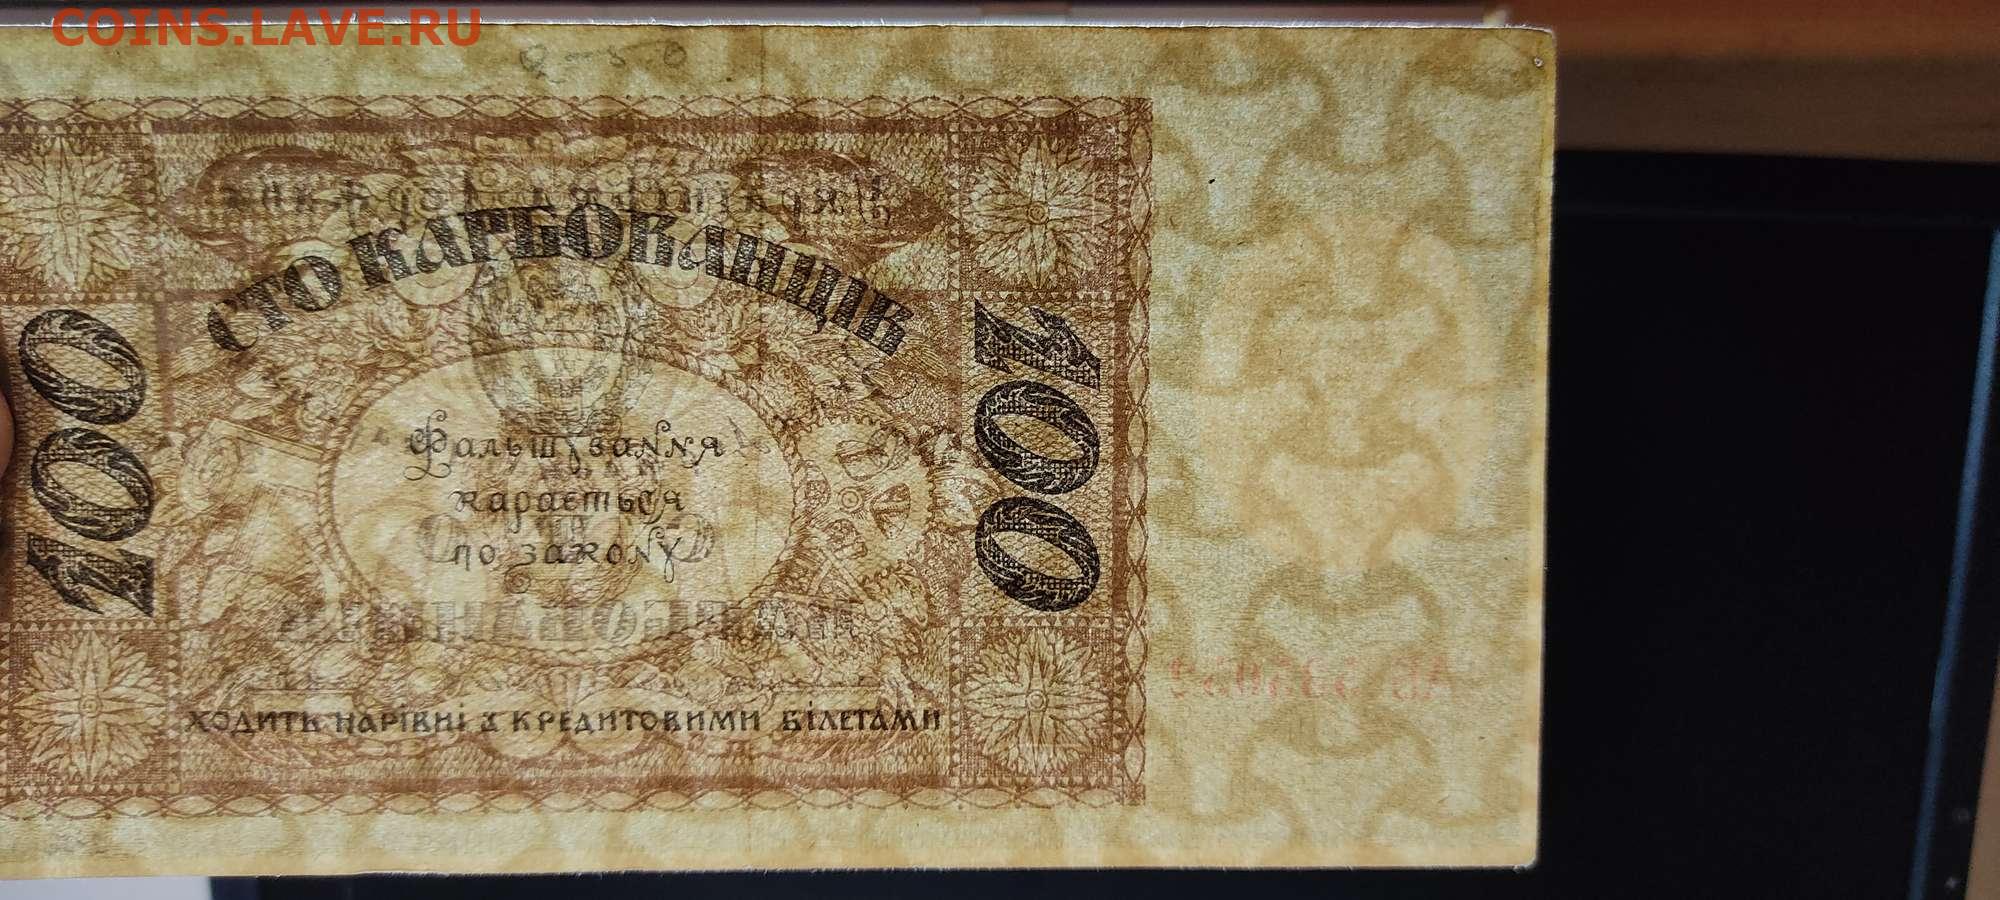 COINS.LAVE.RU
СТО КАРБОВАНЦІВ
100
100
Фальшування
карається
по закону
ХОДИТЬ НАРІВНІ З КРЕДИТОВИМИ БІЛЕТАМИ